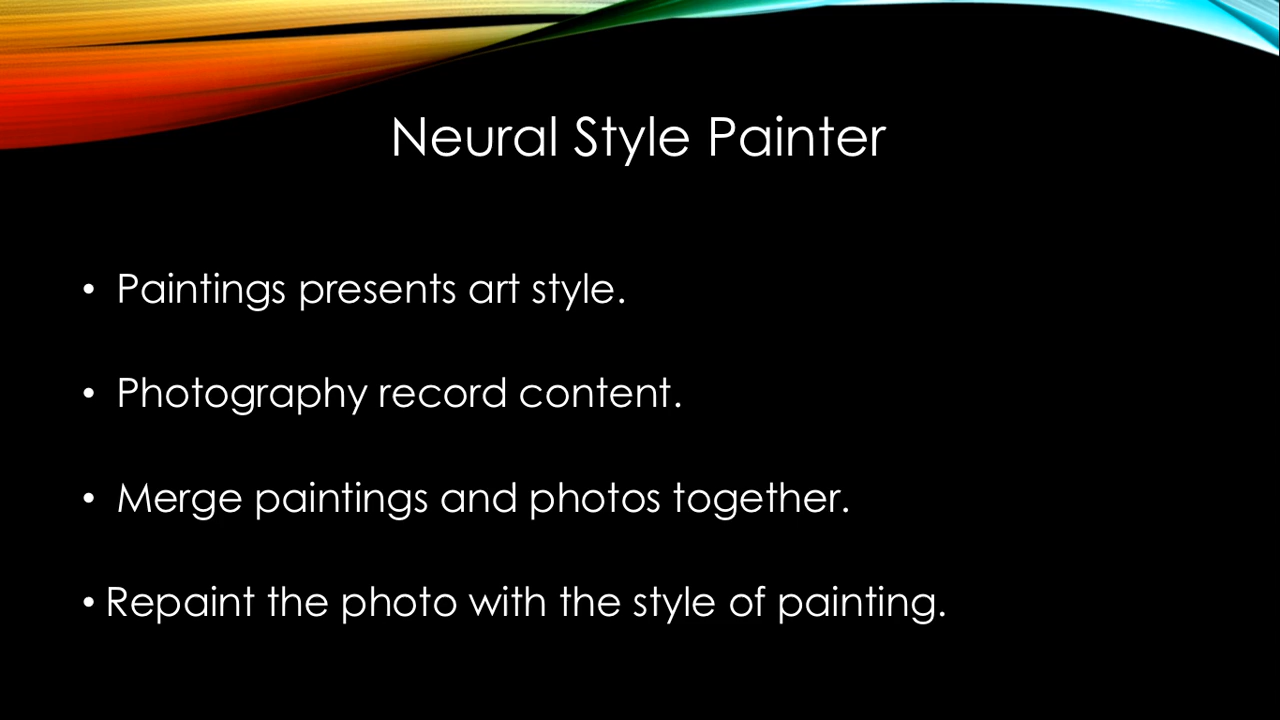 Neural Style Painter
• Paintings presents art style.
• Photography record content.
• Merge paintings and photos together.
• Repaint the photo with the style of painting.